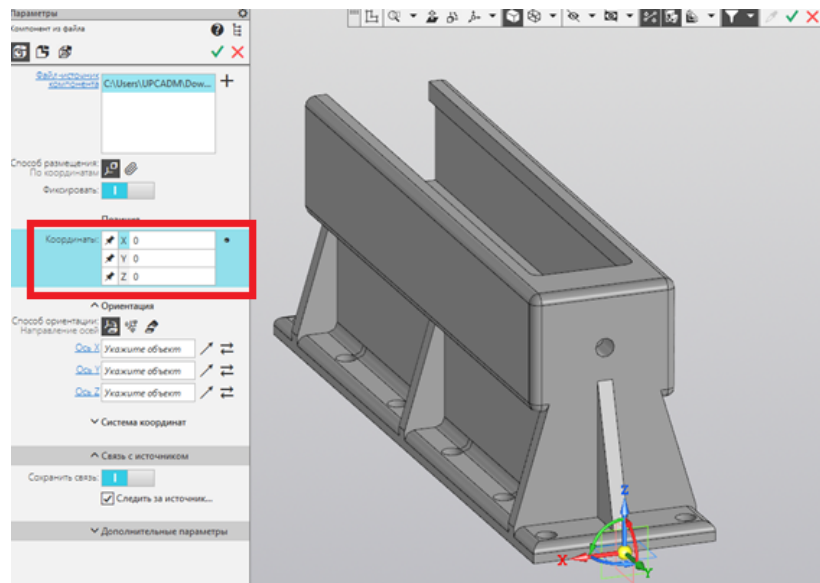 Параметры
Компонент из файла
Файл-источник
компонента
C:\Users\UPCADM\Dow...
Способ размещения:
По координатам
Фиксировать:
Позиция
Координаты:
X 0
Y 0
Z 0
Ориентация
Способ ориентации:
Направление осей
Ось X Укажите объект
Ось Y Укажите объект
Ось Z Укажите объект
Система координат
Связь с источником
Сохранить связь:
Следить за источник...
Дополнительные параметры
Z
X
Y